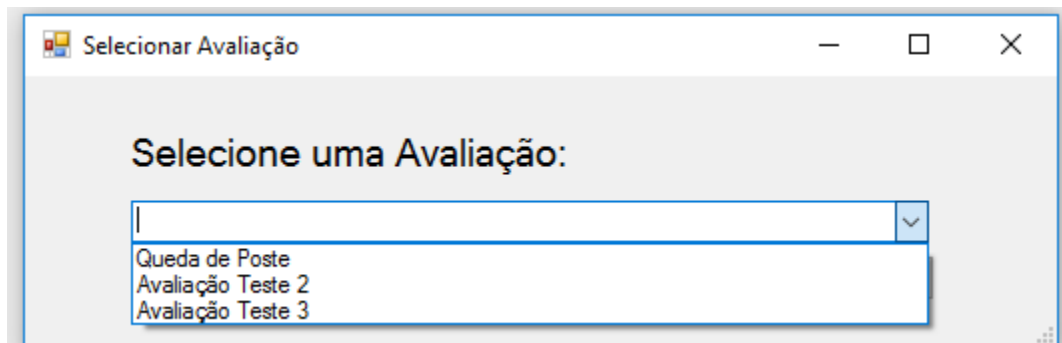 Selecionar Avaliação
Selecione uma Avaliação:
Queda de Poste
Avaliação Teste 2
Avaliação Teste 3